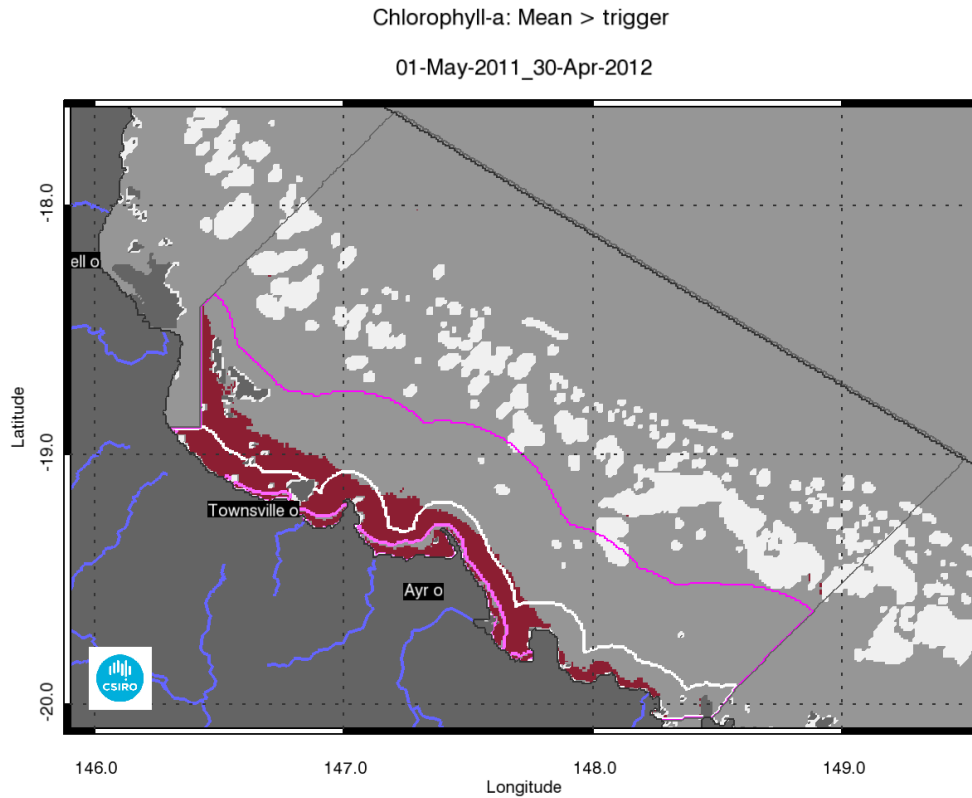 Chlorophyll-a: Mean > trigger
01-May-2011_30-Apr-2012
-18.0
ell o
Latitude
-19.0
Townsville o
Ayr o
CSIRO
-20.0
146.0 147.0 148.0 149.0
Longitude